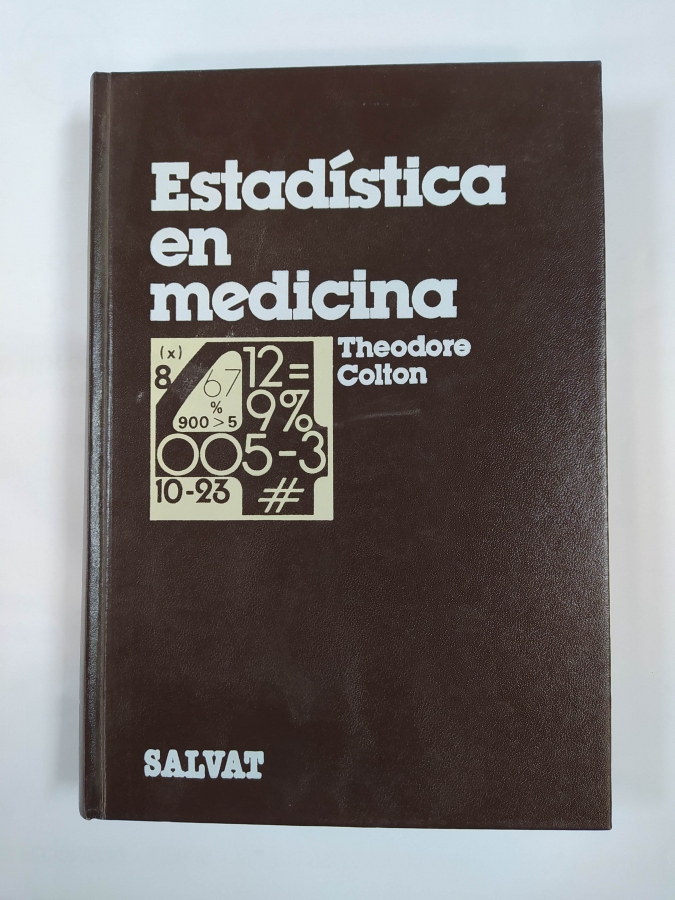 Estadística
en
medicina
Theodore
Colton
(x)
8
67
12=
%
9%
900>5
005-3
10-23
#
SALVAT